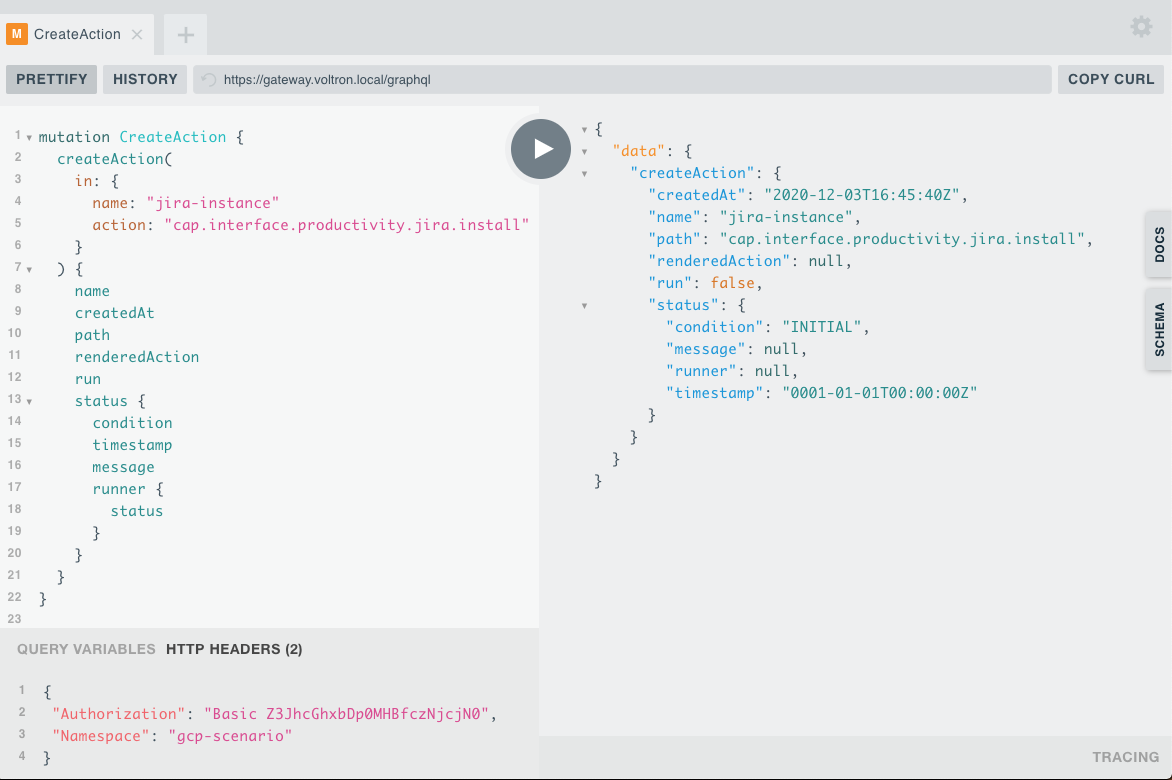 M CreateAction
PRETTIFY HISTORY https://gateway.voltron.local/graphql COPY CURL
1 mutation CreateAction {
2 createAction(
3 in: {
4 name: "jira-instance"
5 action: "cap.interface.productivity.jira.install"
6 }
7 ) {
8 name
9 createdAt
10 path
11 renderedAction
12 run
13 status {
14 condition
15 timestamp
16 message
17 runner {
18 status
19 }
20 }
21 }
22 }
23
QUERY VARIABLES HTTP HEADERS (2)
1 {
2 "Authorization": "Basic Z3JhcGhxbDp0MHBfczNjcjN0",
3 "Namespace": "gcp-scenario"
4 }
{
"data": {
"createAction": {
"createdAt": "2020-12-03T16:45:40Z",
"name": "jira-instance",
"path": "cap.interface.productivity.jira.install",
"renderedAction": null,
"run": false,
"status": {
"condition": "INITIAL",
"message": null,
"runner": null,
"timestamp": "0001-01-01T00:00:00Z"
}
}
}
}
DOCS
SCHEMA
TRACING